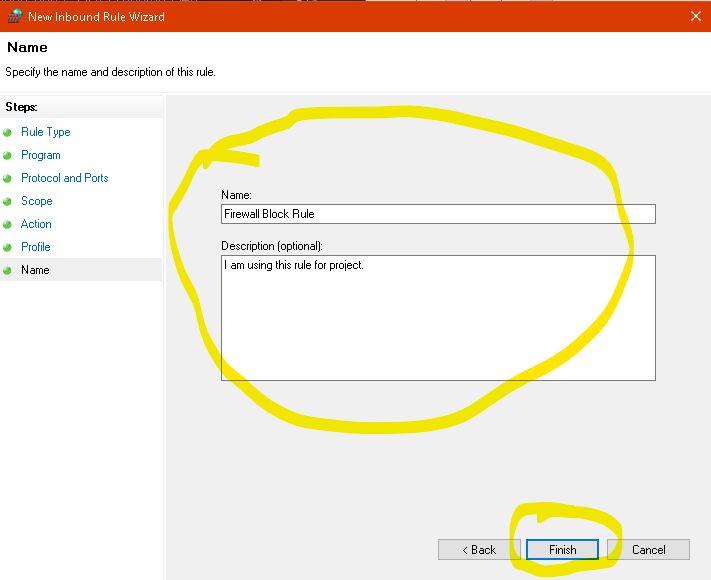 New Inbound Rule Wizard
Name
Specify the name and description of this rule.
Steps:
Rule Type
Program
Protocol and Ports
Scope
Action
Profile
Name
Name:
Firewall Block Rule
Description (optional):
I am using this rule for project.
< Back
Finish
Cancel